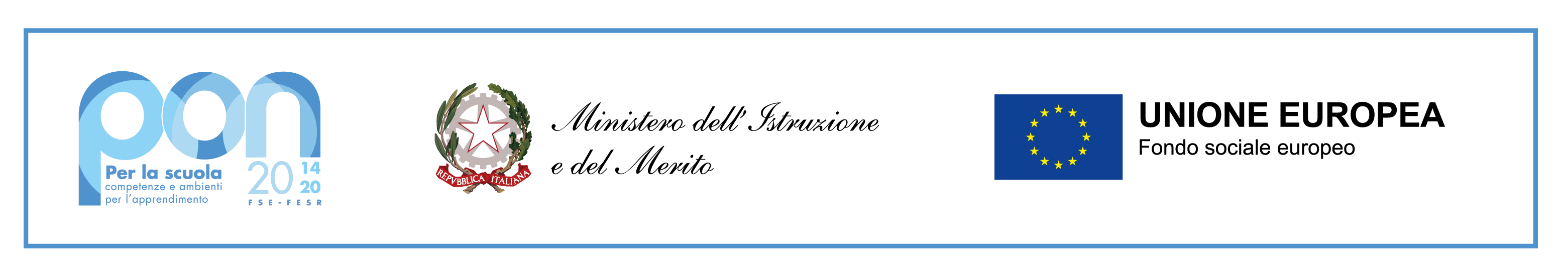 pon
Per la scuola
competenze e ambienti
per l'apprendimento
20 14
20
FSE-FESR
REPVBBLICA ITALIANA
Ministero dell'Istruzione
e del Merito
UNIONE EUROPEA
Fondo sociale europeo